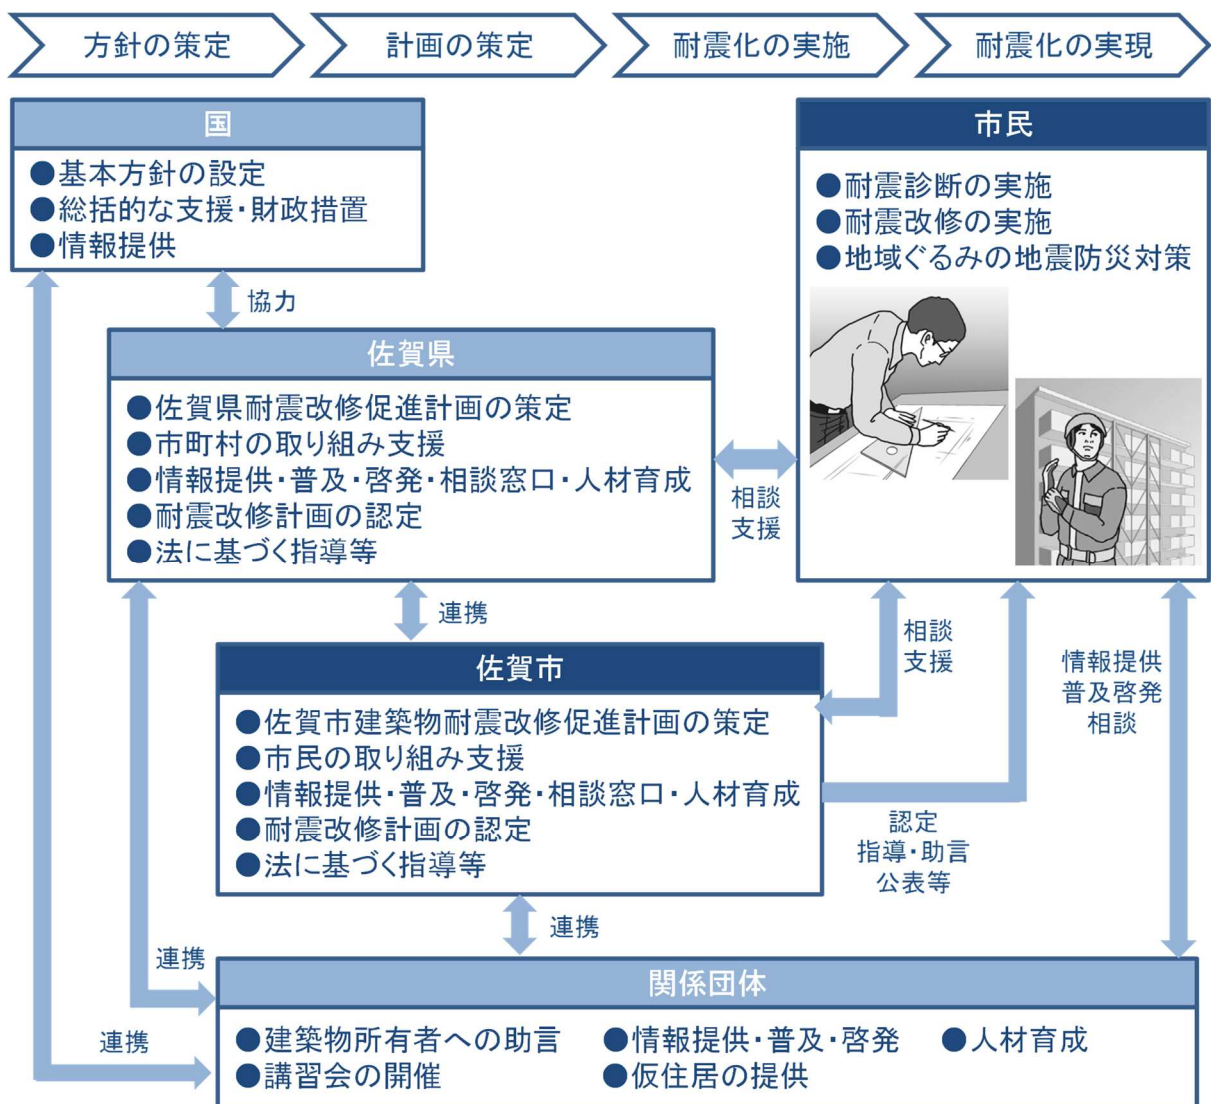 方針の策定
計画の策定
耐震化の実施
耐震化の実現
国
●基本方針の設定
●総括的な支援・財政措置
●情報提供
協力
佐賀県
●佐賀県耐震改修促進計画の策定
●市町村の取り組み支援
●情報提供・普及・啓発・相談窓口・人材育成
●耐震改修計画の認定
●法に基づく指導等
相談
支援
市民
●耐震診断の実施
●耐震改修の実施
●地域ぐるみの地震防災対策
連携
佐賀市
●佐賀市建築物耐震改修促進計画の策定
●市民の取り組み支援
●情報提供・普及・啓発・相談窓口・人材育成
●耐震改修計画の認定
●法に基づく指導等
相談
支援
認定
指導・助言
公表等
情報提供
普及啓発
相談
連携
連携
連携
関係団体
●建築物所有者への助言
●情報提供・普及・啓発
●人材育成
●講習会の開催
●仮住居の提供